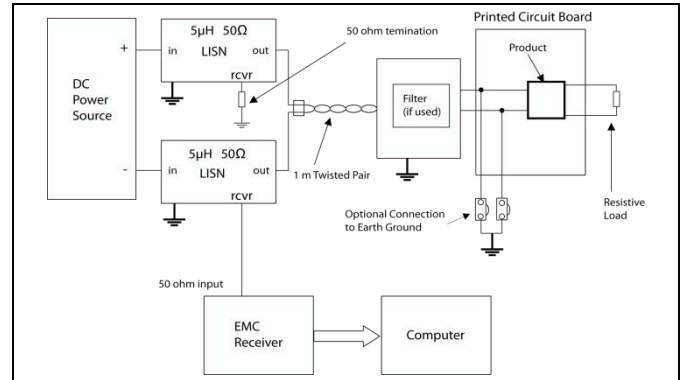 Printed Circuit Board
5µH 50Ω
in
out
LISN
rcvr
50 ohm temination
Product
+
DC
Power
Source
-
Filter
(if used)
5µH 50Ω
in
out
LISN
rcvr
1 m Twisted Pair
Optional Connection
to Earth Ground
Resistive
Load
50 ohm input
EMC
Receiver
Computer